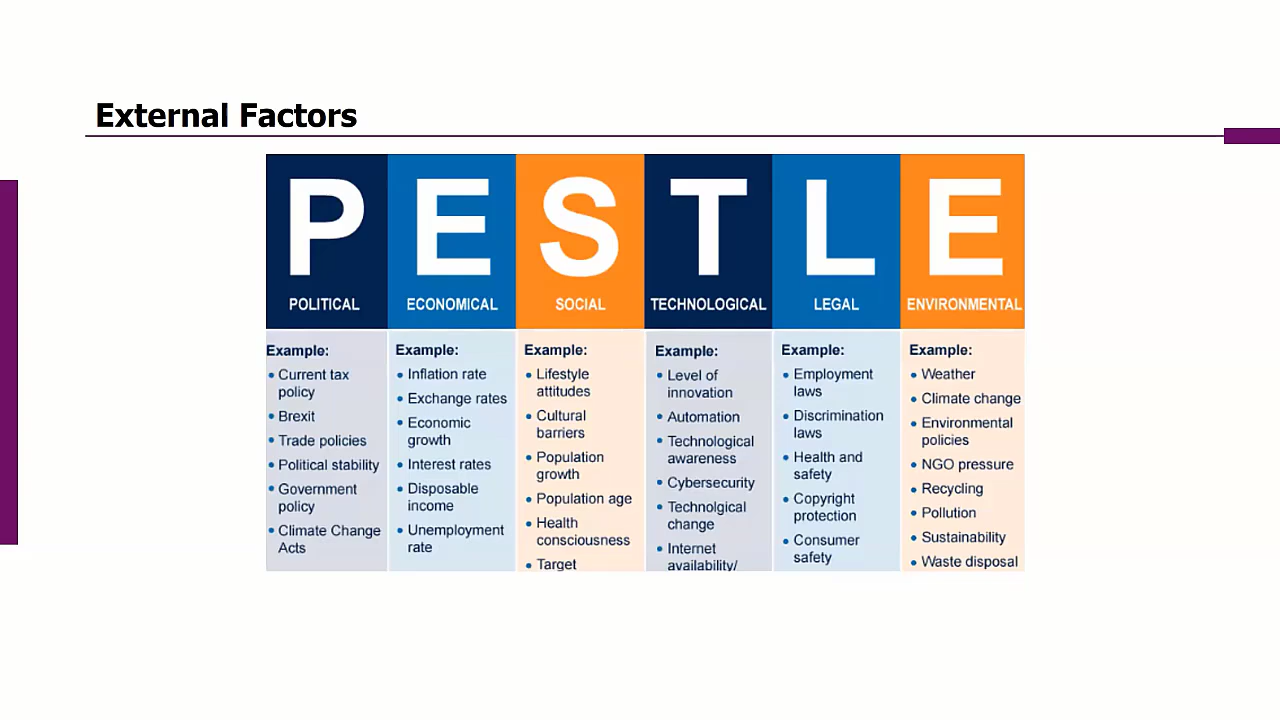 External Factors
P
POLITICAL
Example:
• Current tax
policy
• Brexit
• Trade policies
• Political stability
• Government
policy
• Climate Change
Acts
E
ECONOMICAL
Example:
• Inflation rate
• Exchange rates
• Economic
growth
• Interest rates
• Disposable
income
• Unemployment
rate
S
SOCIAL
Example:
• Lifestyle
attitudes
• Cultural
barriers
• Population
growth
• Population age
• Health
consciousness
• Target
T
TECHNOLOGICAL
Example:
• Level of
innovation
• Automation
• Technological
awareness
• Cybersecurity
• Technolgical
change
• Internet
availability/
L
LEGAL
Example:
• Employment
laws
• Discrimination
laws
• Health and
safety
• Copyright
protection
• Consumer
safety
E
ENVIRONMENTAL
Example:
• Weather
• Climate change
• Environmental
policies
• NGO pressure
• Recycling
• Pollution
• Sustainability
• Waste disposal